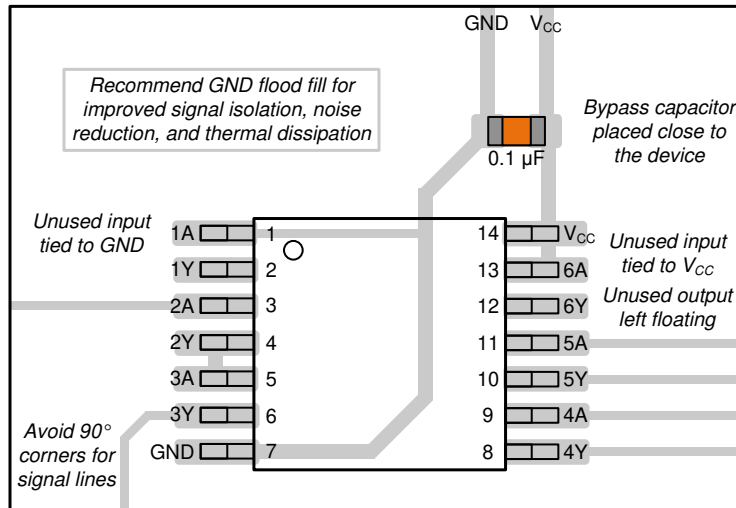 GND VCC
Recommend GND flood fill for
improved signal isolation, noise
reduction, and thermal dissipation
Bypass capacitor
placed close to
the device
0.1 µF
Unused input
tied to GND
1A 1 14 VCC
Unused input
tied to VCC
1Y 2 13 6A
2A 3 12 6Y
Unused output
left floating
2Y 4 11 5A
3A 5 10 5Y
3Y 6 9 4A
Avoid 90°
corners for
signal lines
GND 7 8 4Y